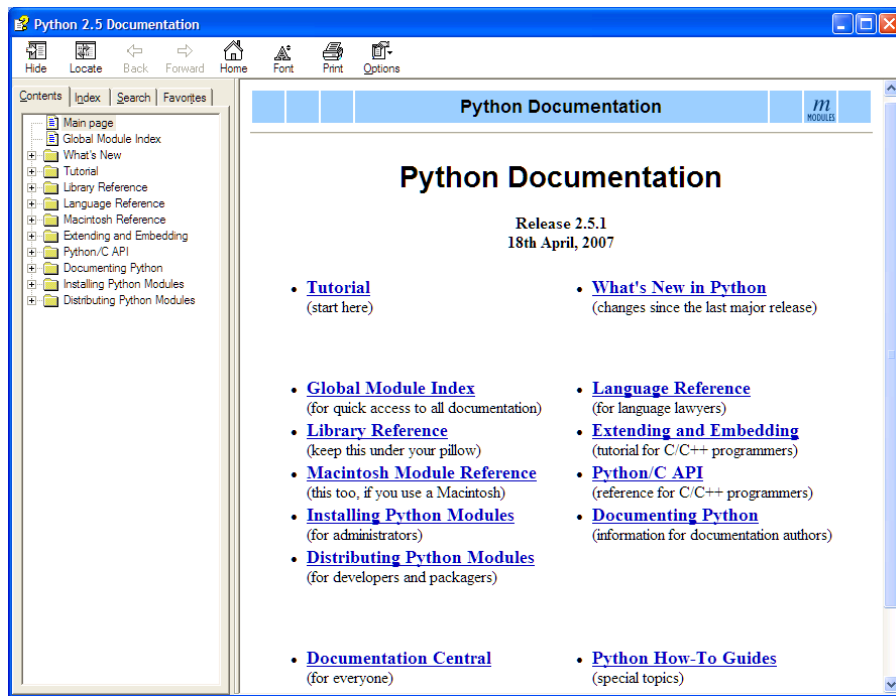 Python 2.5 Documentation
Hide Locate Back Forward Home Font Print Options
Contents Index Search Favorites
Main page
Global Module Index
What's New
Tutorial
Library Reference
Language Reference
Macintosh Reference
Extending and Embedding
Python/C API
Documenting Python
Installing Python Modules
Distributing Python Modules
Python Documentation
m
MODULES
Python Documentation
Release 2.5.1
18th April, 2007
• Tutorial
(start here)
• What's New in Python
(changes since the last major release)
• Global Module Index
(for quick access to all documentation)
• Library Reference
(keep this under your pillow)
• Macintosh Module Reference
(this too, if you use a Macintosh)
• Installing Python Modules
(for administrators)
• Distributing Python Modules
(for developers and packagers)
• Language Reference
(for language lawyers)
• Extending and Embedding
(tutorial for C/C++ programmers)
• Python/C API
(reference for C/C++ programmers)
• Documenting Python
(information for documentation authors)
• Documentation Central
(for everyone)
• Python How-To Guides
(special topics)